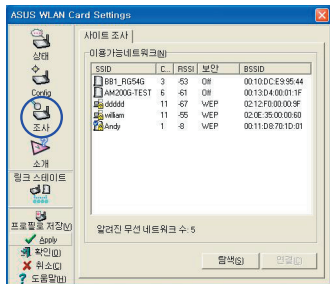 ASUS WLAN Card Settings
상태
Config
조사
소개
링크 스테이트
프로필로 저장(V)
Apply
확인(O)
취소(C)
도움말(H)
사이트 조사
이용가능네트워크(N)
SSID C... RSSI 보안 BSSID
BB1_RG54G 3 -53 Off 00:10:DC:E9:95:44
AM200G-TEST 6 -61 Off 00:13:D4:00:01:1F
ddddd 11 -67 WEP 02:12:F0:00:00:9F
william 11 -55 WEP 02:0E:35:00:00:60
Andy 1 -8 WEP 00:11:D8:70:1D:01
알려진 무선 네트워크 수: 5
탐색(S) 연결(C)